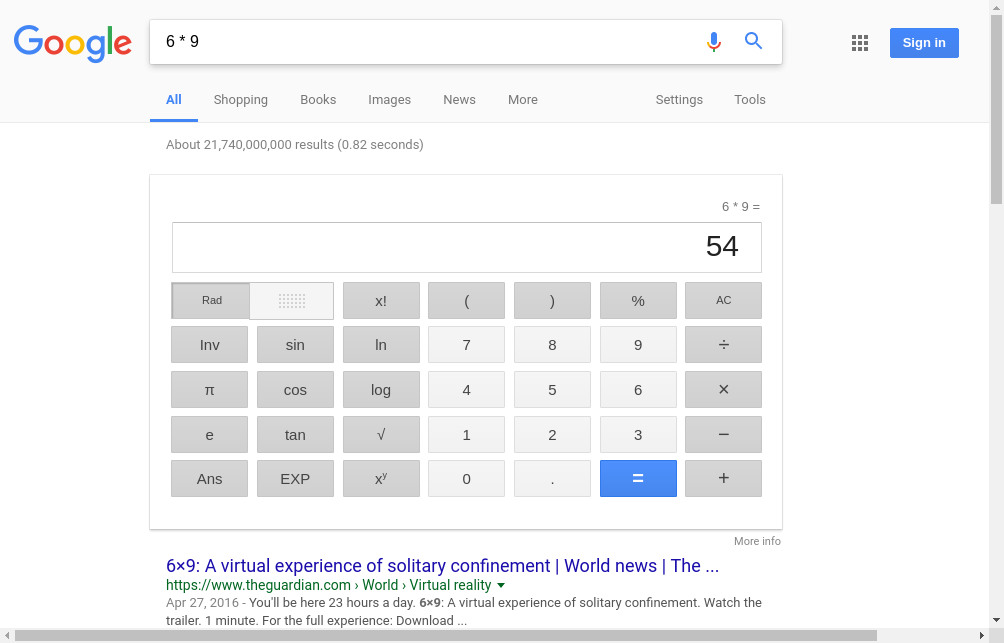 Google
6 * 9
Sign in
All Shopping Books Images News More Settings Tools
About 21,740,000,000 results (0.82 seconds)
6 * 9 =
54
Rad x! ( ) % AC
Inv sin ln 7 8 9 ÷
π cos log 4 5 6 ×
e tan √ 1 2 3 −
Ans EXP xʸ 0 . = +
More info
6×9: A virtual experience of solitary confinement | World news | The ...
https://www.theguardian.com › World › Virtual reality
Apr 27, 2016 - You'll be here 23 hours a day. 6×9: A virtual experience of solitary confinement. Watch the
trailer. 1 minute. For the full experience: Download ...